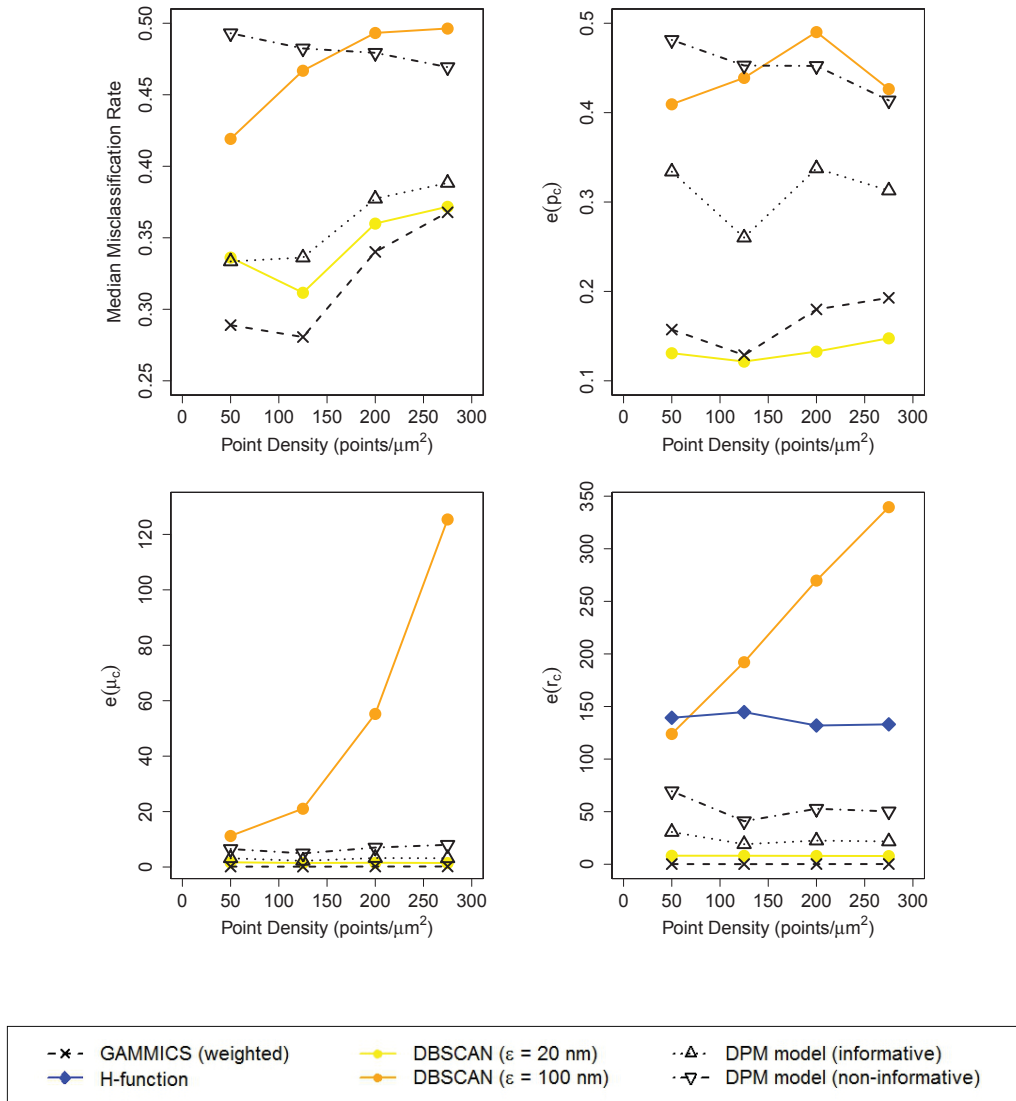 Median Misclassification Rate
0.50
0.45
0.40
0.35
0.30
0.25
0 50 100 150 200 250 300
Point Density (points/μm²)
e(p_c)
0.5
0.4
0.3
0.2
0.1
0 50 100 150 200 250 300
Point Density (points/μm²)
e(μ_c)
120
100
80
60
40
20
0
0 50 100 150 200 250 300
Point Density (points/μm²)
e(r_c)
350
300
250
200
150
100
50
0
0 50 100 150 200 250 300
Point Density (points/μm²)
GAMMICS (weighted)
H-function
DBSCAN (ε = 20 nm)
DBSCAN (ε = 100 nm)
DPM model (informative)
DPM model (non-informative)